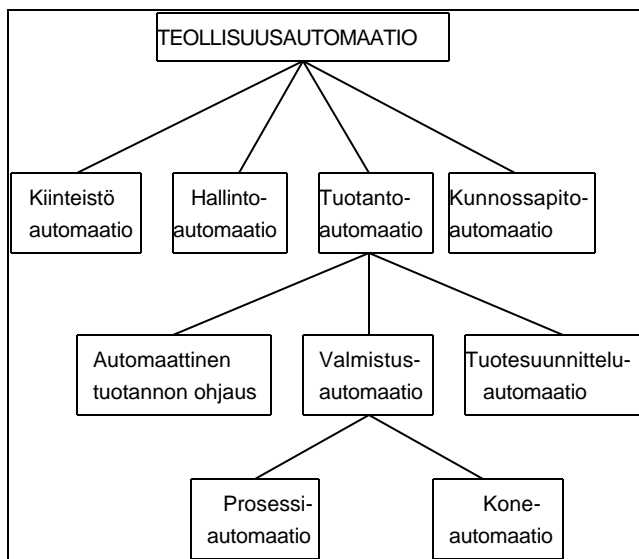 TEOLLISUUSAUTOMAATIO
Kiinteistö
automaatio
Hallinto-
automaatio
Tuotanto-
automaatio
Kunnossapito-
automaatio
Automaattinen
tuotannon ohjaus
Valmistus-
automaatio
Tuotesuunnittelu-
automaatio
Prosessi-
automaatio
Kone-
automaatio